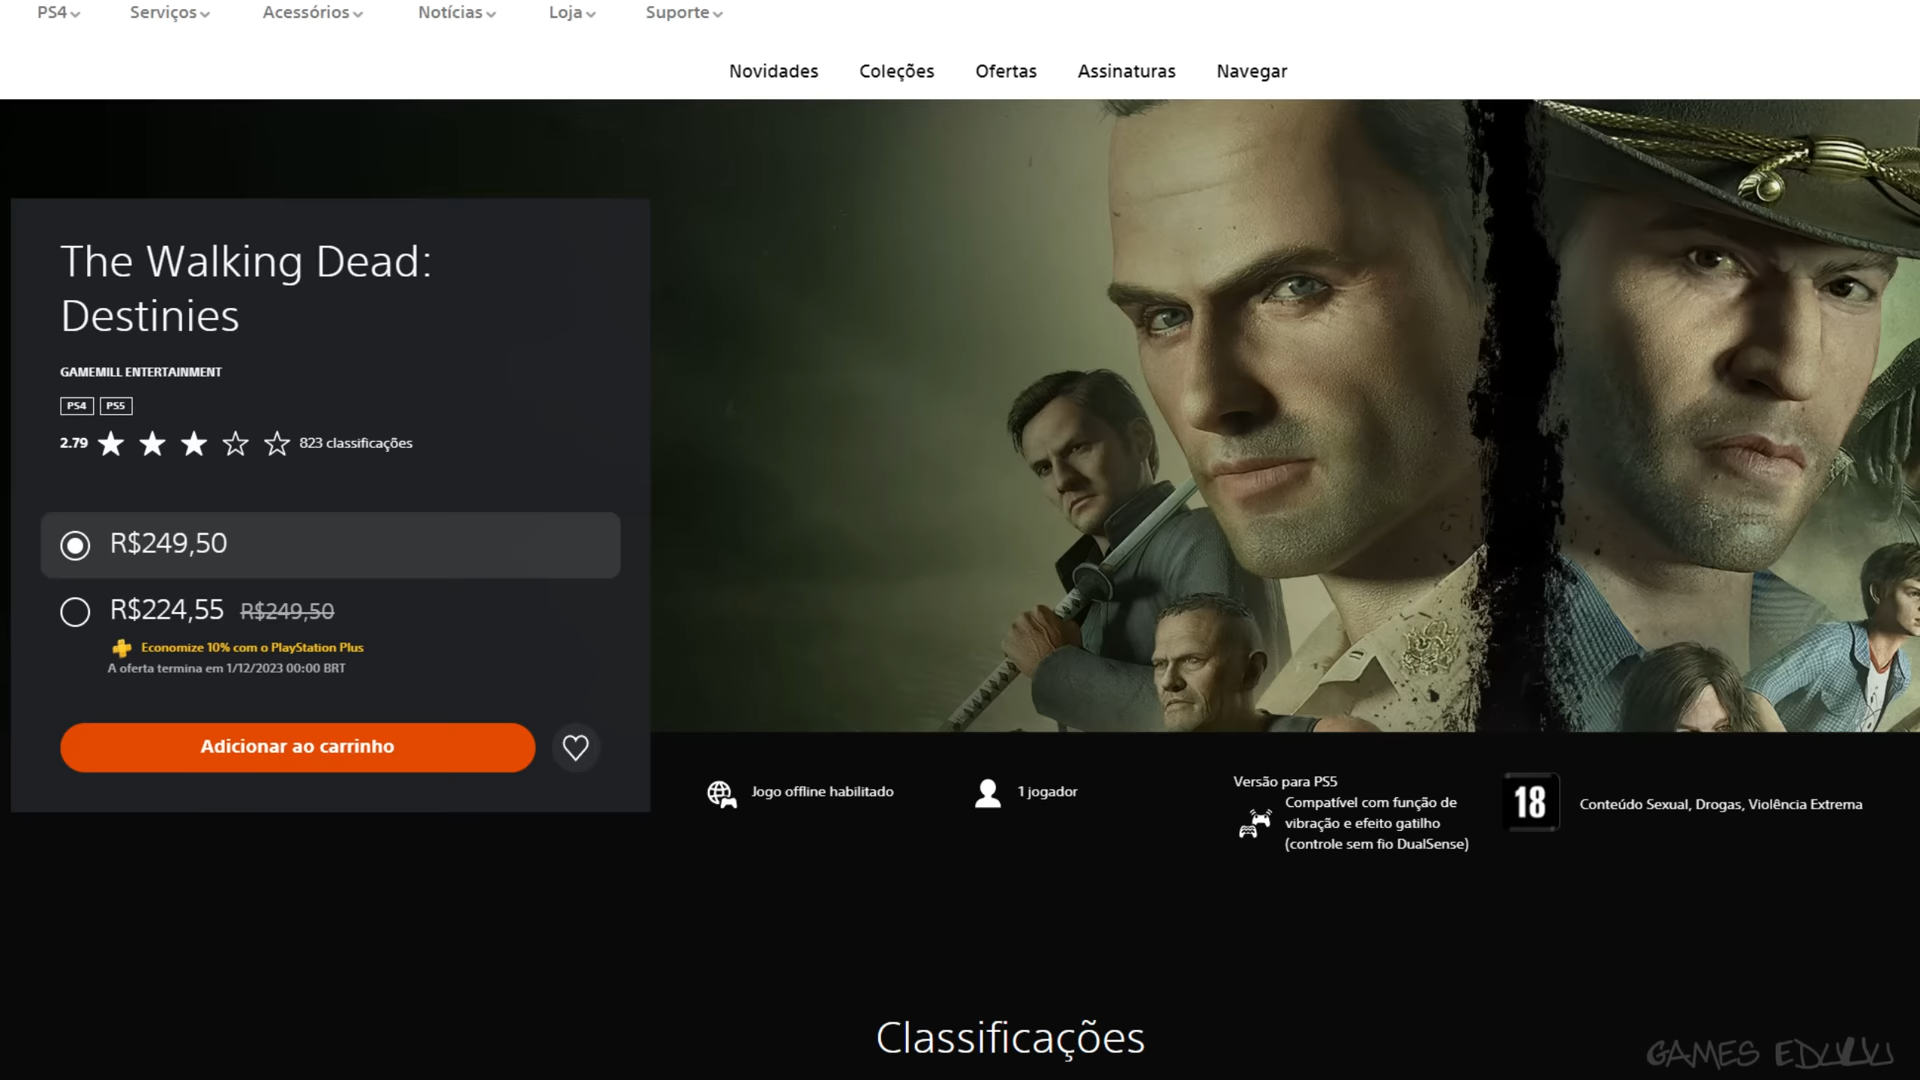 PS4 Serviços Acessórios Notícias Loja Suporte
Novidades Coleções Ofertas Assinaturas Navegar
The Walking Dead:
Destinies
GAMEMILL ENTERTAINMENT
PS4 PS5
2.79 823 classificações
R$249,50
R$224,55 R$249,50
Economize 10% com o PlayStation Plus
A oferta termina em 1/12/2023 00:00 BRT
Adicionar ao carrinho
Jogo offline habilitado
1 jogador
Versão para PS5
Compatível com função de
vibração e efeito gatilho
(controle sem fio DualSense)
18
Conteúdo Sexual, Drogas, Violência Extrema
Classificações
GAMES EDUUU